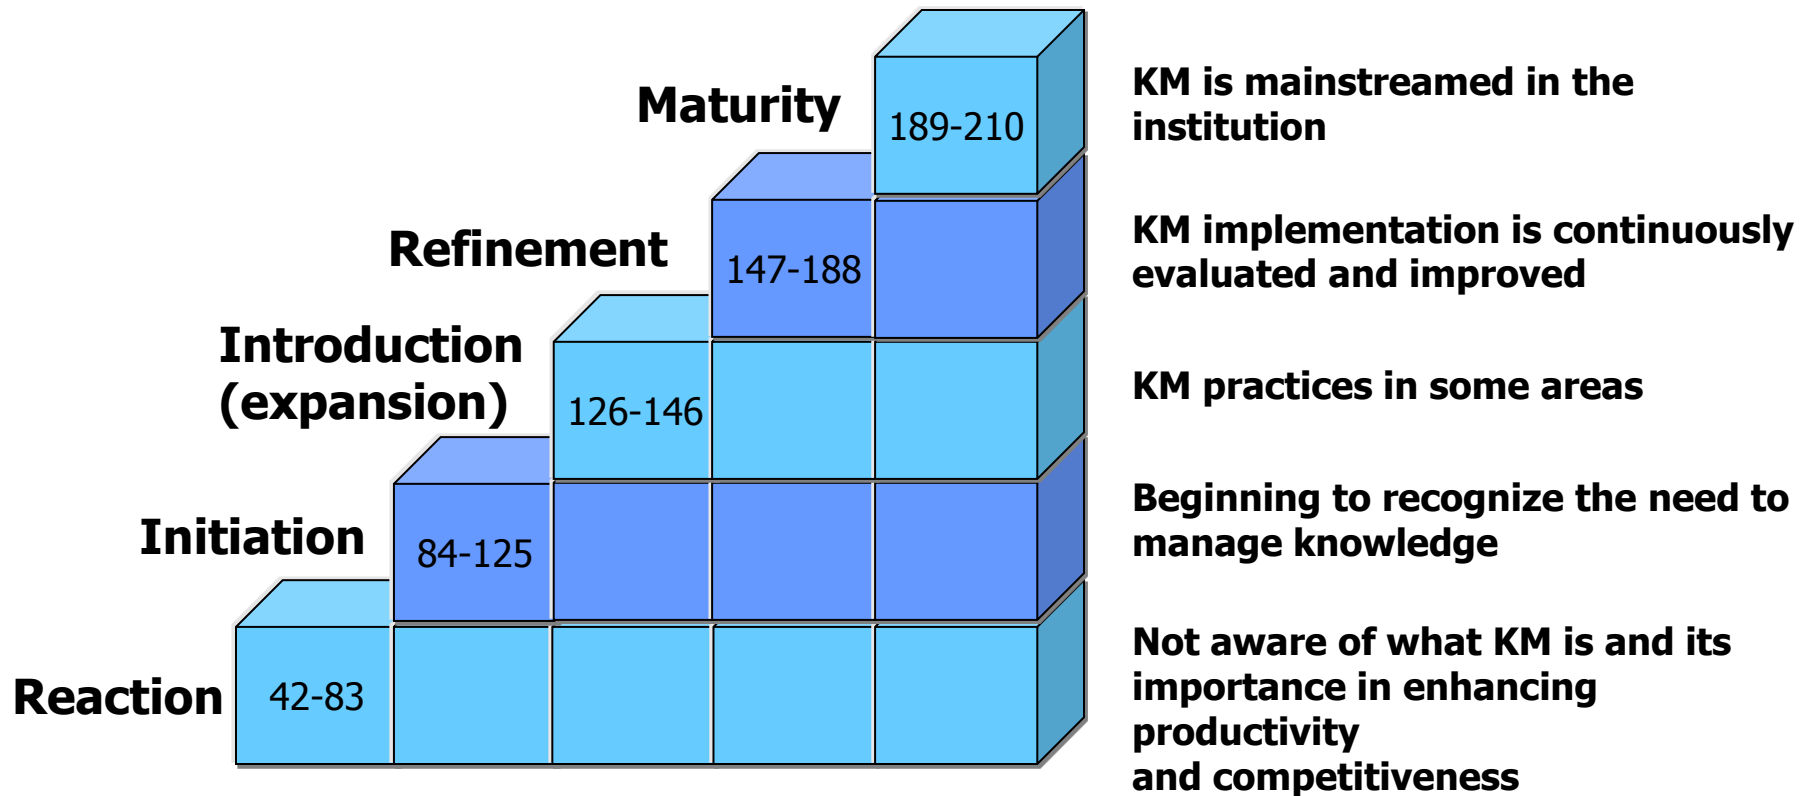 Maturity
189-210
KM is mainstreamed in the
institution
Refinement
147-188
KM implementation is continuously
evaluated and improved
Introduction
(expansion)
126-146
KM practices in some areas
Initiation
84-125
Beginning to recognize the need to
manage knowledge
Reaction
42-83
Not aware of what KM is and its
importance in enhancing
productivity
and competitiveness